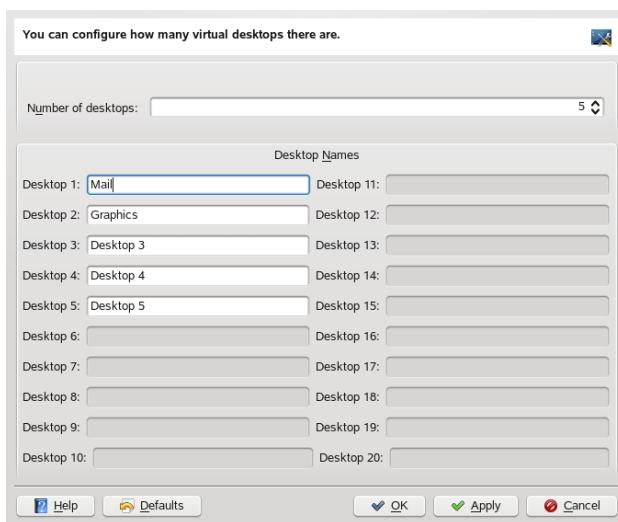 You can configure how many virtual desktops there are.
Number of desktops: 5
Desktop Names
Desktop 1: Mail Desktop 11:
Desktop 2: Graphics Desktop 12:
Desktop 3: Desktop 3 Desktop 13:
Desktop 4: Desktop 4 Desktop 14:
Desktop 5: Desktop 5 Desktop 15:
Desktop 6: Desktop 16:
Desktop 7: Desktop 17:
Desktop 8: Desktop 18:
Desktop 9: Desktop 19:
Desktop 10: Desktop 20:
Help Defaults OK Apply Cancel